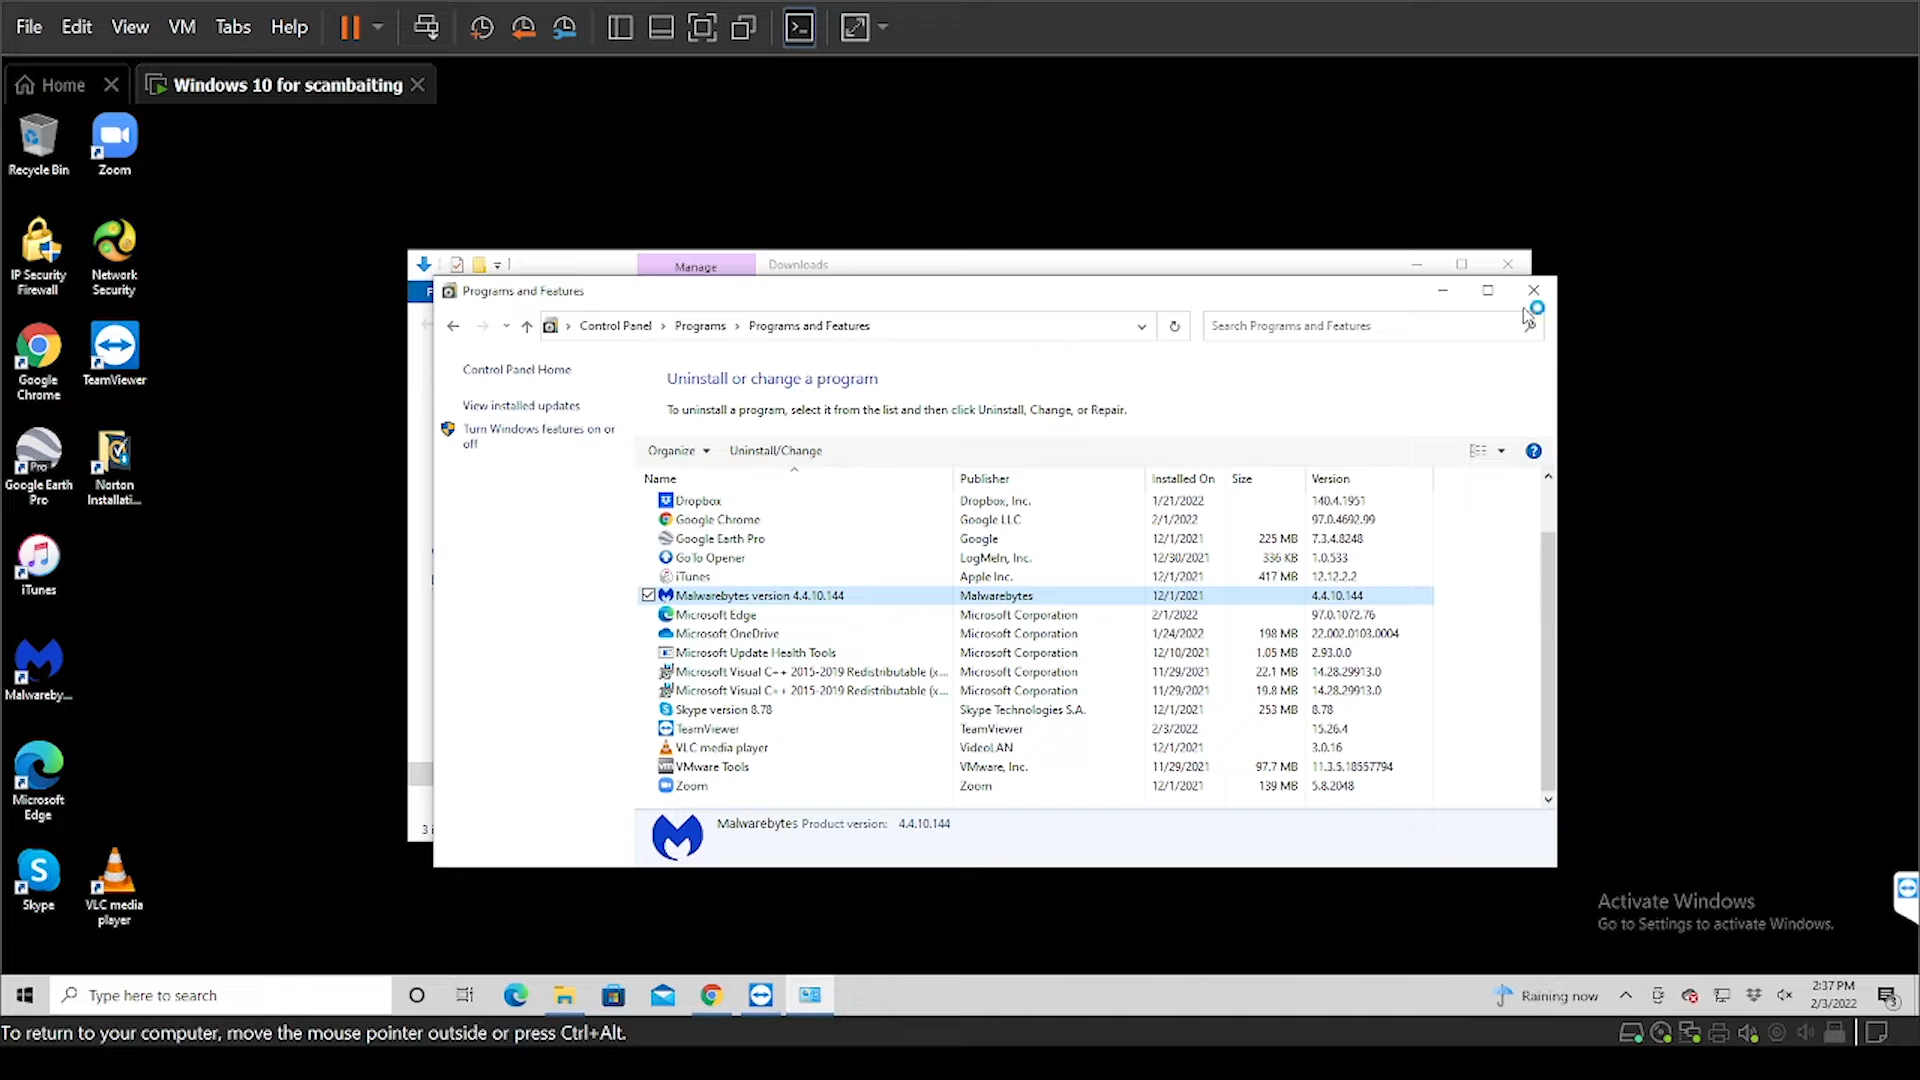 File Edit View VM Tabs Help
Home
Windows 10 for scambaiting
Recycle Bin
Zoom
IP Security Firewall
Network Security
Google Chrome
TeamViewer
Google Earth Pro
Norton Installati...
iTunes
Malwareby...
Microsoft Edge
Skype
VLC media player
Manage Downloads
Programs and Features
Control Panel > Programs > Programs and Features
Search Programs and Features
Control Panel Home
View installed updates
Turn Windows features on or off
Uninstall or change a program
To uninstall a program, select it from the list and then click Uninstall, Change, or Repair.
Organize Uninstall/Change
Name Publisher Installed On Size Version
Dropbox Dropbox, Inc. 1/21/2022 140.4.1951
Google Chrome Google LLC 2/1/2022 97.0.4692.99
Google Earth Pro Google 12/1/2021 225 MB 7.3.4.8248
GoTo Opener LogMeIn, Inc. 12/30/2021 336 KB 1.0.533
iTunes Apple Inc. 12/1/2021 417 MB 12.12.2.2
Malwarebytes version 4.4.10.144 Malwarebytes 12/1/2021 4.4.10.144
Microsoft Edge Microsoft Corporation 2/1/2022 97.0.1072.76
Microsoft OneDrive Microsoft Corporation 1/24/2022 198 MB 22.002.0103.0004
Microsoft Update Health Tools Microsoft Corporation 12/10/2021 1.05 MB 2.93.0.0
Microsoft Visual C++ 2015-2019 Redistributable (x... Microsoft Corporation 11/29/2021 22.1 MB 14.28.29913.0
Microsoft Visual C++ 2015-2019 Redistributable (x... Microsoft Corporation 11/29/2021 19.8 MB 14.28.29913.0
Skype version 8.78 Skype Technologies S.A. 12/1/2021 253 MB 8.78
TeamViewer TeamViewer 2/3/2022 15.26.4
VLC media player VideoLAN 12/1/2021 3.0.16
VMware Tools VMware, Inc. 11/29/2021 97.7 MB 11.3.5.18557794
Zoom Zoom 12/1/2021 139 MB 5.8.2048
Malwarebytes Product version: 4.4.10.144
Activate Windows
Go to Settings to activate Windows.
Type here to search
Raining now
2:37 PM
2/3/2022
To return to your computer, move the mouse pointer outside or press Ctrl+Alt.